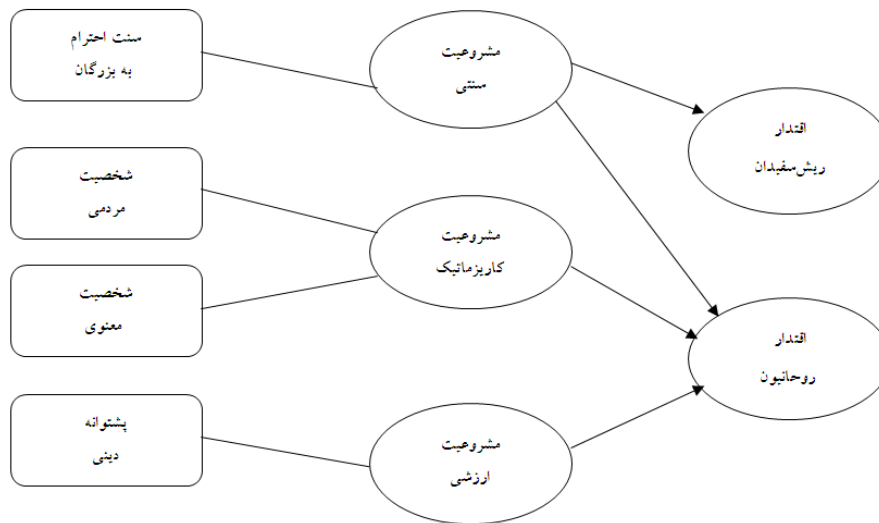 سنت احترام
به بزرگان
مشروعیت
سنتی
اقتدار
ریش‌سفیدان
شخصیت
مردمی
مشروعیت
کاریزماتیک
شخصیت
معنوی
اقتدار
روحانیون
پشتوانه
دینی
مشروعیت
ارزشی